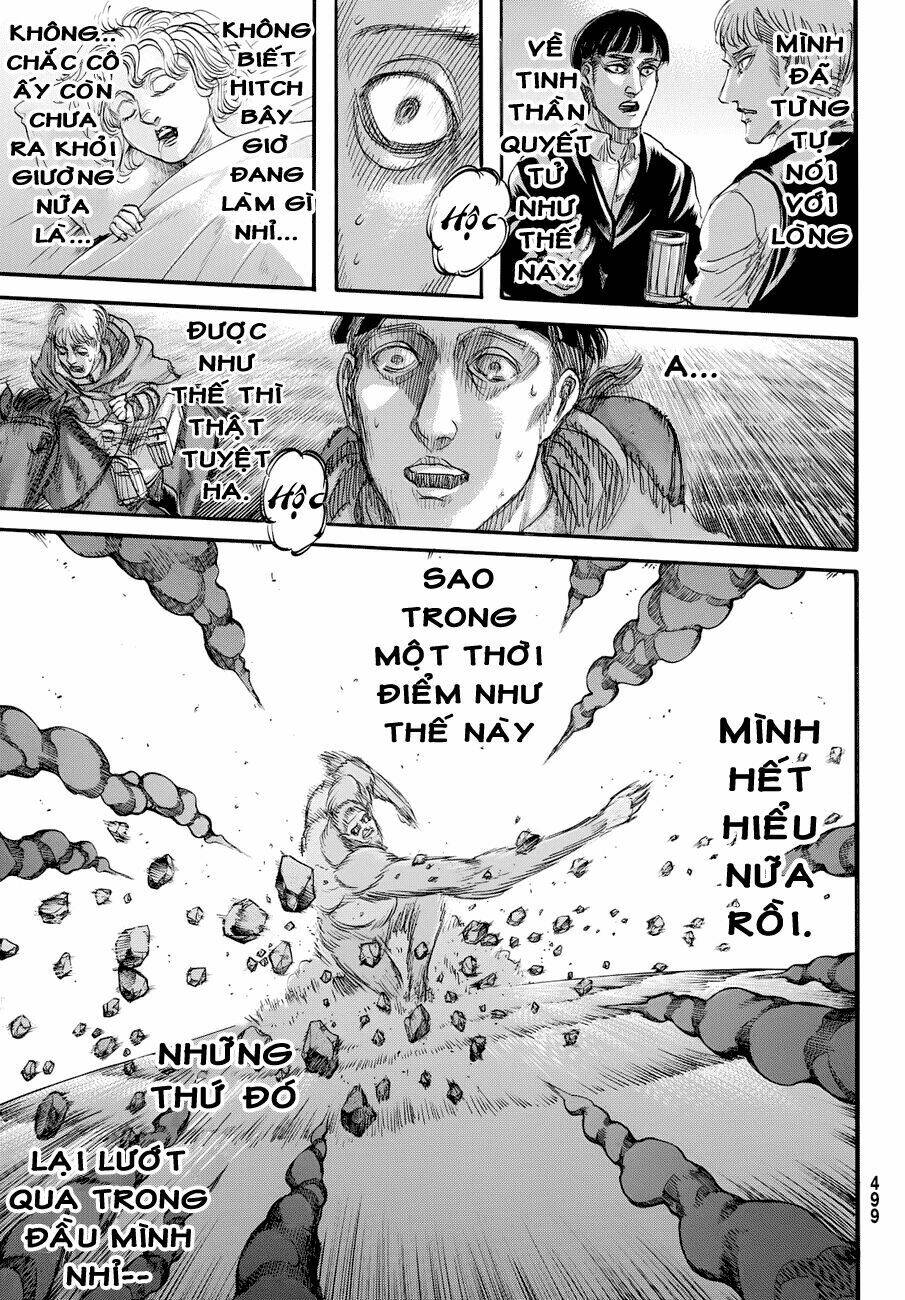 MÌNH
ĐÃ
TỪNG
TỰ
NÓI
VỚI
LÒNG
VỀ
TINH
THẦN
QUYẾT
TỬ NHƯ
THẾ
NÀY.
HỘC
KHÔNG
BIẾT
HITCH
BÂY
GIỜ
ĐANG
LÀM GÌ
NHỈ...
KHÔNG...
CHẮC CÔ
ẤY CÒN
CHƯA
RA KHỎI
GIƯỜNG
NỮA
LÀ...
A...
HỘC
ĐƯỢC
NHƯ
THẾ THÌ
THẬT
TUYỆT
HA.
MÌNH
HẾT
HIỂU
NỮA
RỒI.
SAO
TRONG
MỘT THỜI
ĐIỂM NHƯ
THẾ NÀY
NHỮNG
THỨ ĐÓ
LẠI LƯỚT
QUA TRONG
ĐẦU MÌNH
NHỈ--
499